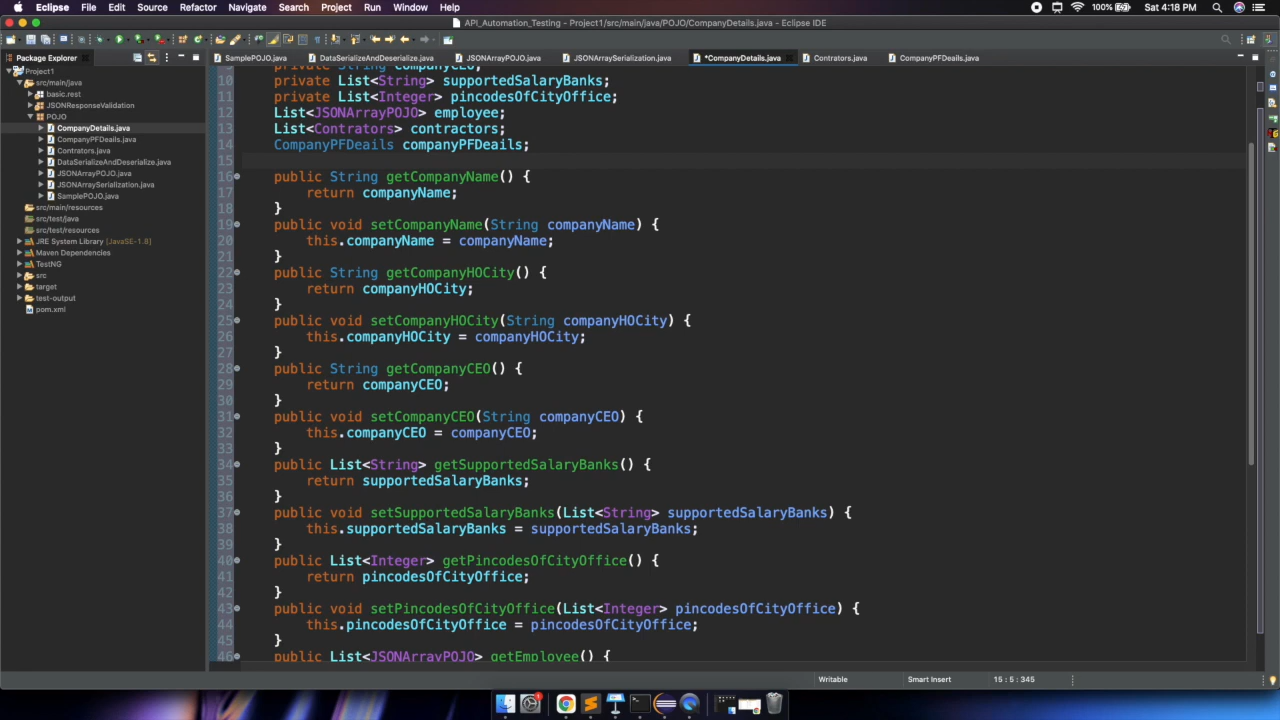 Eclipse File Edit Source Refactor Navigate Search Project Run Window Help 100% Sat 4:18 PM
API_Automation_Testing - Project1/src/main/java/POJO/CompanyDetails.java - Eclipse IDE
Package Explorer
SamplePOJO.java DataSerializeAndDeserialize.java JSONArrayPOJO.java JSONArraySerialization.java *CompanyDetails.java Contrators.java CompanyPFDeails.java
Project1
src/main/java
basic.rest
JSONResponseValidation
POJO
CompanyDetails.java
CompanyPFDeails.java
Contrators.java
DataSerializeAndDeserialize.java
JSONArrayPOJO.java
JSONArraySerialization.java
SamplePOJO.java
src/main/resources
src/test/java
src/test/resources
JRE System Library [JavaSE-1.8]
Maven Dependencies
TestNG
src
target
test-output
pom.xml
private String companyCEO;
10 private List<String> supportedSalaryBanks;
11 private List<Integer> pincodesOfCityOffice;
12 List<JSONArrayPOJO> employee;
13 List<Contrators> contractors;
14 CompanyPFDeails companyPFDeails;
15
16 public String getCompanyName() {
17 return companyName;
18 }
19 public void setCompanyName(String companyName) {
20 this.companyName = companyName;
21 }
22 public String getCompanyHOCity() {
23 return companyHOCity;
24 }
25 public void setCompanyHOCity(String companyHOCity) {
26 this.companyHOCity = companyHOCity;
27 }
28 public String getCompanyCEO() {
29 return companyCEO;
30 }
31 public void setCompanyCEO(String companyCEO) {
32 this.companyCEO = companyCEO;
33 }
34 public List<String> getSupportedSalaryBanks() {
35 return supportedSalaryBanks;
36 }
37 public void setSupportedSalaryBanks(List<String> supportedSalaryBanks) {
38 this.supportedSalaryBanks = supportedSalaryBanks;
39 }
40 public List<Integer> getPincodesOfCityOffice() {
41 return pincodesOfCityOffice;
42 }
43 public void setPincodesOfCityOffice(List<Integer> pincodesOfCityOffice) {
44 this.pincodesOfCityOffice = pincodesOfCityOffice;
45 }
46 public List<JSONArrayPOJO> getEmployee() {
Writable Smart Insert 15 : 5 : 345